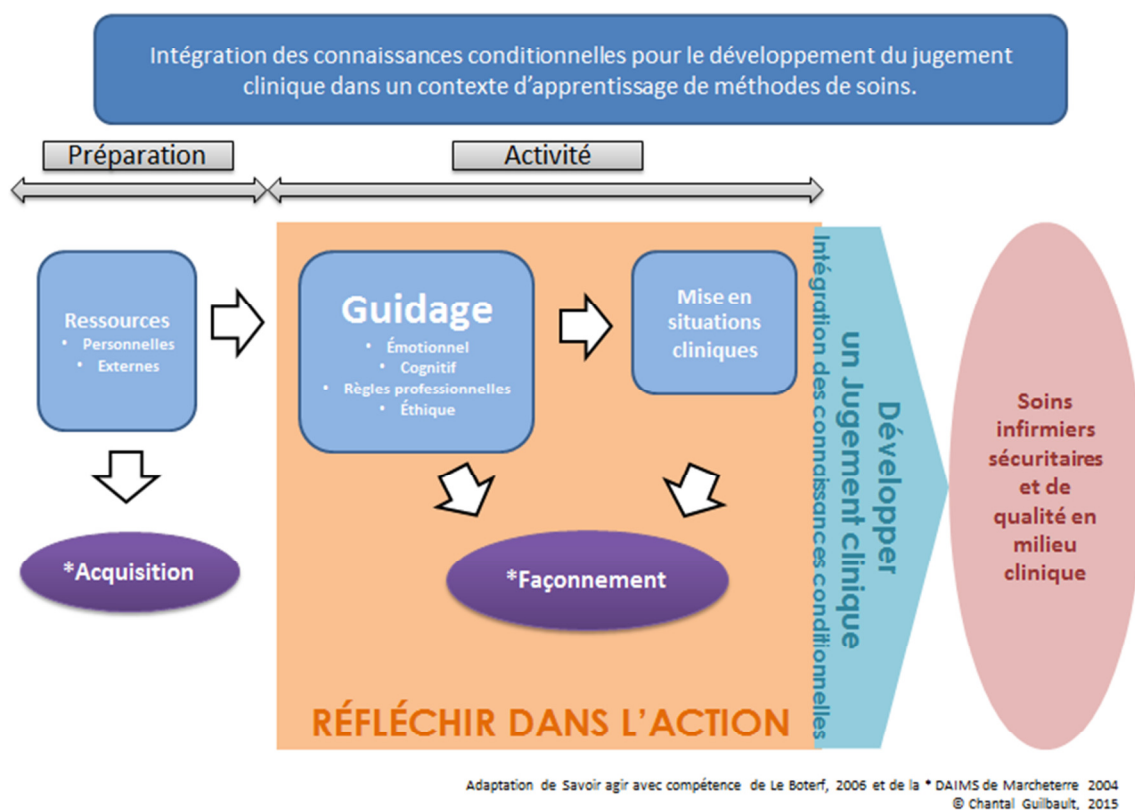 Intégration des connaissances conditionnelles pour le développement du jugement
clinique dans un contexte d'apprentissage de méthodes de soins.
Préparation
Activité
Ressources
• Personnelles
• Externes
Guidage
• Émotionnel
• Cognitif
• Règles professionnelles
• Éthique
Mise en
situations
cliniques
*Acquisition
*Façonnement
RÉFLÉCHIR DANS L'ACTION
Intégration des connaissances conditionnelles
Développer
un Jugement clinique
Soins
infirmiers
sécuritaires
et de
qualité en
milieu
clinique
Adaptation de Savoir agir avec compétence de Le Boterf, 2006 et de la * DAIMS de Marcheterre 2004
© Chantal Guilbault, 2015